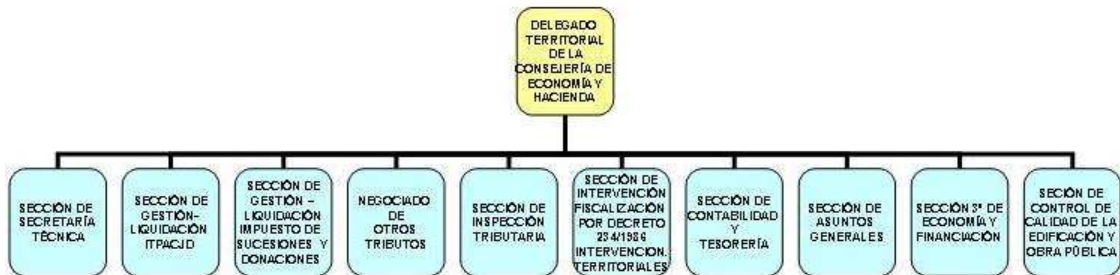 DELEGADO
TERRITORIAL
DE LA
CONSEJERÍA DE
ECONOMÍA Y
HACIENDA
SECCIÓN DE
SECRETARÍA
TÉCNICA
SECCIÓN DE
GESTIÓN-
LIQUIDACIÓN
ITPACJD
SECCIÓN DE
GESTIÓN –
LIQUIDACIÓN
IMPUESTO DE
SUCESIONES Y
DONACIONES
NEGOCIADO
DE
OTROS
TRIBUTOS
SECCIÓN DE
INSPECCIÓN
TRIBUTARIA
SECCIÓN DE
INTERVENCIÓN
FISCALIZACIÓN
POR DECRETO
234/1986
INTERVENCION.
TERRITORIALES
SECCIÓN DE
CONTABILIDAD
Y
TESORERÍA
SECCIÓN DE
ASUNTOS
GENERALES
SECCIÓN 3ª DE
ECONOMÍA Y
FINANCIACIÓN
SECCIÓN DE
CONTROL DE
CALIDAD DE LA
EDIFICACIÓN Y
OBRA PÚBLICA